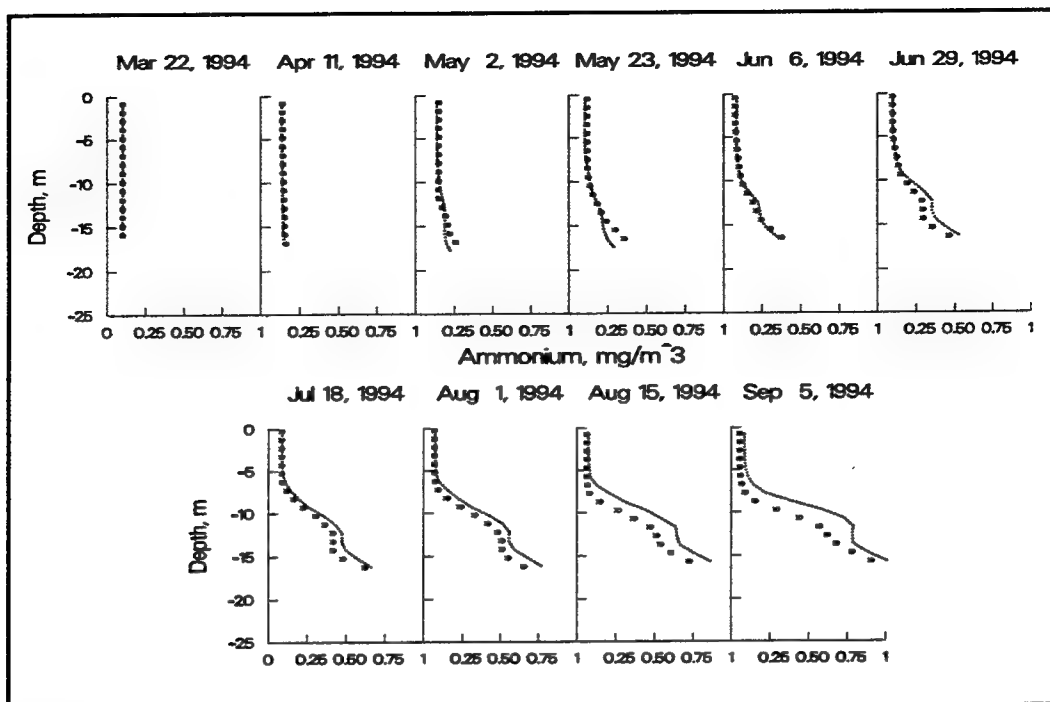 Mar 22, 1994 Apr 11, 1994 May 2, 1994 May 23, 1994 Jun 6, 1994 Jun 29, 1994
0
-5
-10
-15
-20
-25
Depth, m
0 0.25 0.50 0.75 1 0.25 0.50 0.75 1 0.25 0.50 0.75 1 0.25 0.50 0.75 1 0.25 0.50 0.75 1 0.25 0.50 0.75 1
Ammonium, mg/m^3
Jul 18, 1994 Aug 1, 1994 Aug 15, 1994 Sep 5, 1994
0
-5
-10
-15
-20
-25
Depth, m
0 0.25 0.50 0.75 1 0.25 0.50 0.75 1 0.25 0.50 0.75 1 0.25 0.50 0.75 1